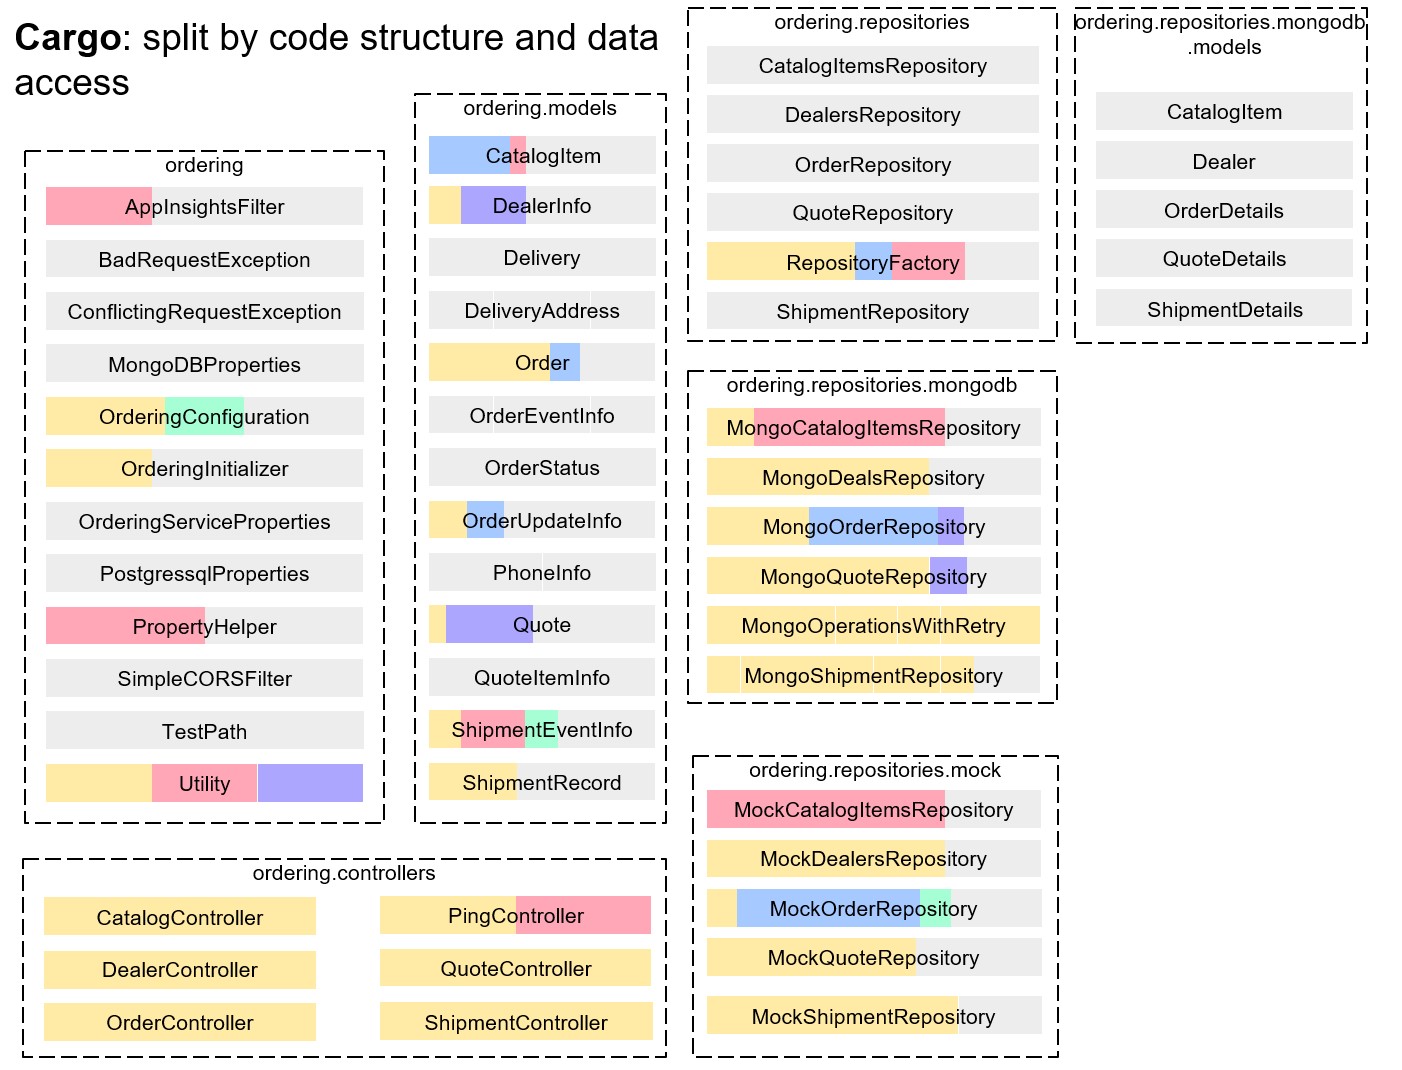 Cargo: split by code structure and data
access
ordering
AppInsightsFilter
BadRequestException
ConflictingRequestException
MongoDBProperties
OrderingConfiguration
OrderingInitializer
OrderingServiceProperties
PostgressqlProperties
PropertyHelper
SimpleCORSFilter
TestPath
Utility
ordering.models
CatalogItem
DealerInfo
Delivery
DeliveryAddress
Order
OrderEventInfo
OrderStatus
OrderUpdateInfo
PhoneInfo
Quote
QuoteItemInfo
ShipmentEventInfo
ShipmentRecord
ordering.controllers
CatalogController
DealerController
OrderController
PingController
QuoteController
ShipmentController
ordering.repositories
CatalogItemsRepository
DealersRepository
OrderRepository
QuoteRepository
RepositoryFactory
ShipmentRepository
ordering.repositories.mongodb
.models
CatalogItem
Dealer
OrderDetails
QuoteDetails
ShipmentDetails
ordering.repositories.mongodb
MongoCatalogItemsRepository
MongoDealsRepository
MongoOrderRepository
MongoQuoteRepository
MongoOperationsWithRetry
MongoShipmentRepository
ordering.repositories.mock
MockCatalogItemsRepository
MockDealersRepository
MockOrderRepository
MockQuoteRepository
MockShipmentRepository